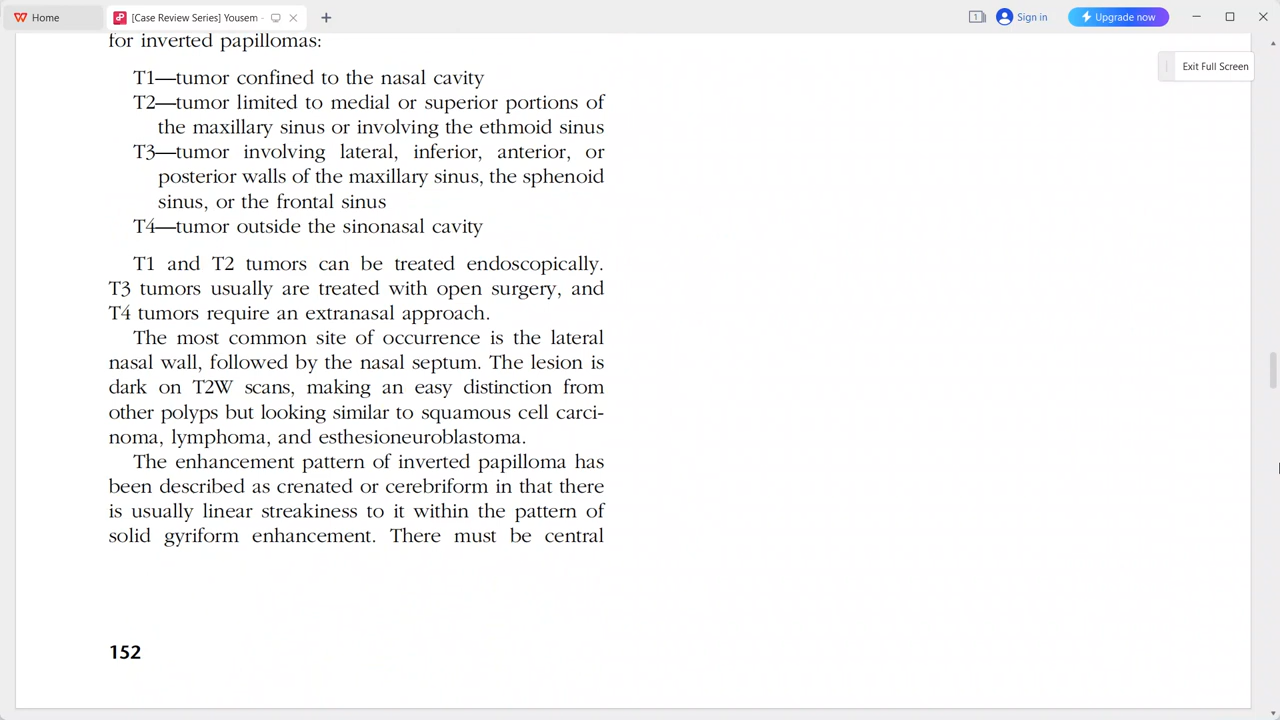 Home
[Case Review Series] Yousem -
1
Sign in
Upgrade now
Exit Full Screen
for inverted papillomas:
T1—tumor confined to the nasal cavity
T2—tumor limited to medial or superior portions of
the maxillary sinus or involving the ethmoid sinus
T3—tumor involving lateral, inferior, anterior, or
posterior walls of the maxillary sinus, the sphenoid
sinus, or the frontal sinus
T4—tumor outside the sinonasal cavity
T1 and T2 tumors can be treated endoscopically.
T3 tumors usually are treated with open surgery, and
T4 tumors require an extranasal approach.
The most common site of occurrence is the lateral
nasal wall, followed by the nasal septum. The lesion is
dark on T2W scans, making an easy distinction from
other polyps but looking similar to squamous cell carci-
noma, lymphoma, and esthesioneuroblastoma.
The enhancement pattern of inverted papilloma has
been described as crenated or cerebriform in that there
is usually linear streakiness to it within the pattern of
solid gyriform enhancement. There must be central
152